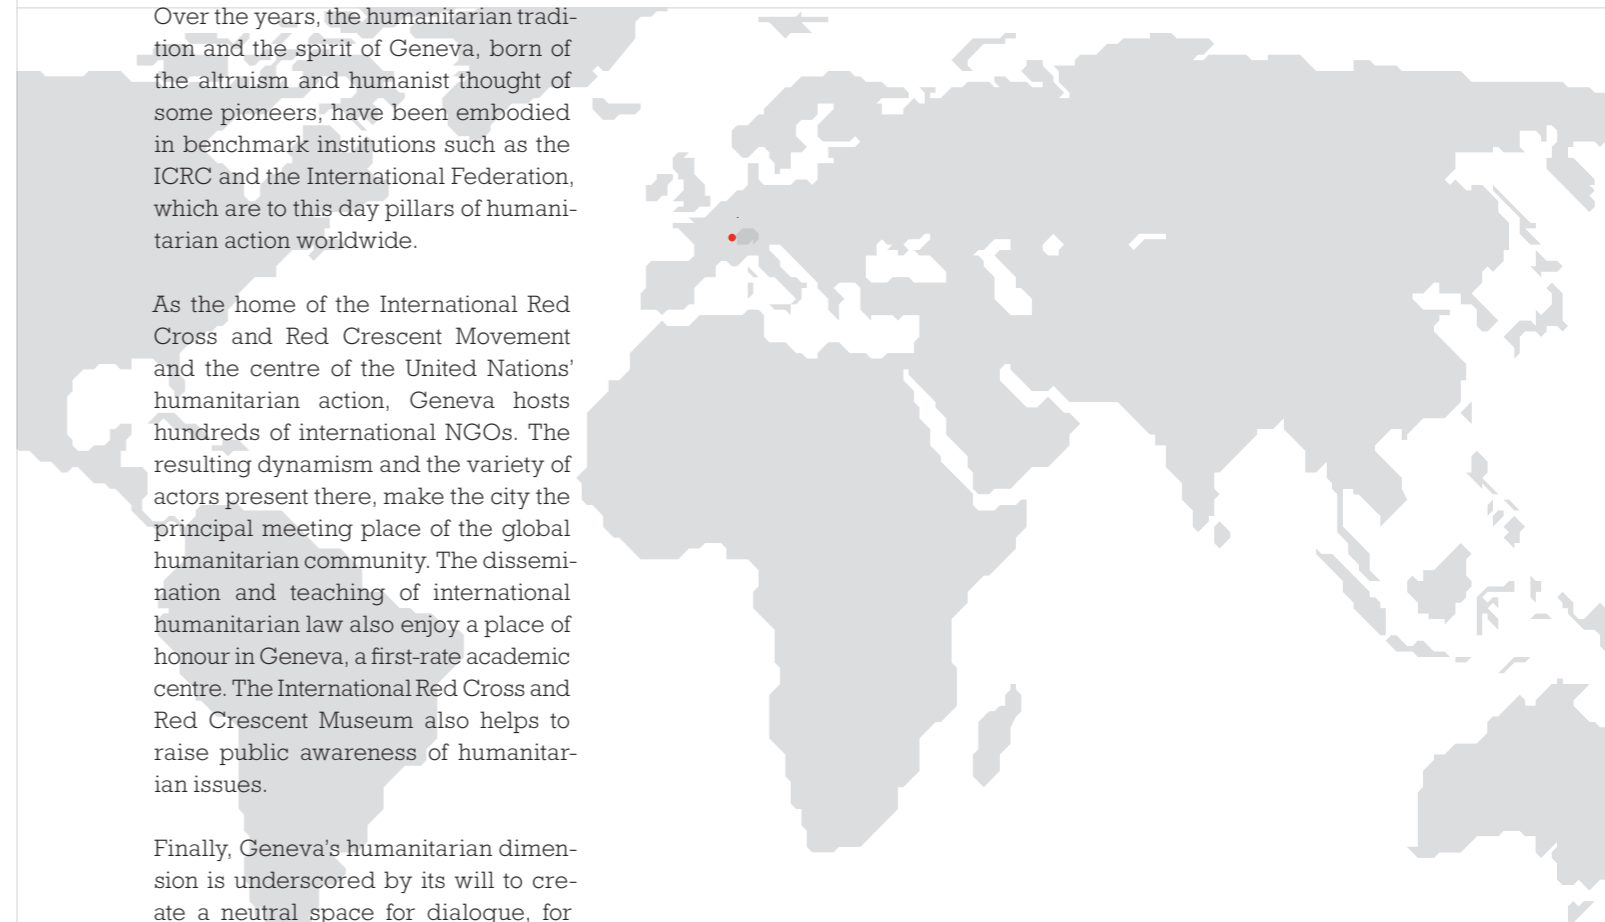 Over the years, the humanitarian tradi-
tion and the spirit of Geneva, born of
the altruism and humanist thought of
some pioneers, have been embodied
in benchmark institutions such as the
ICRC and the International Federation,
which are to this day pillars of humani-
tarian action worldwide.
As the home of the International Red
Cross and Red Crescent Movement
and the centre of the United Nations’
humanitarian action, Geneva hosts
hundreds of international NGOs. The
resulting dynamism and the variety of
actors present there, make the city the
principal meeting place of the global
humanitarian community. The dissemi-
nation and teaching of international
humanitarian law also enjoy a place of
honour in Geneva, a first-rate academic
centre. The International Red Cross and
Red Crescent Museum also helps to
raise public awareness of humanitar-
ian issues.
Finally, Geneva’s humanitarian dimen-
sion is underscored by its will to cre-
ate a neutral space for dialogue, for